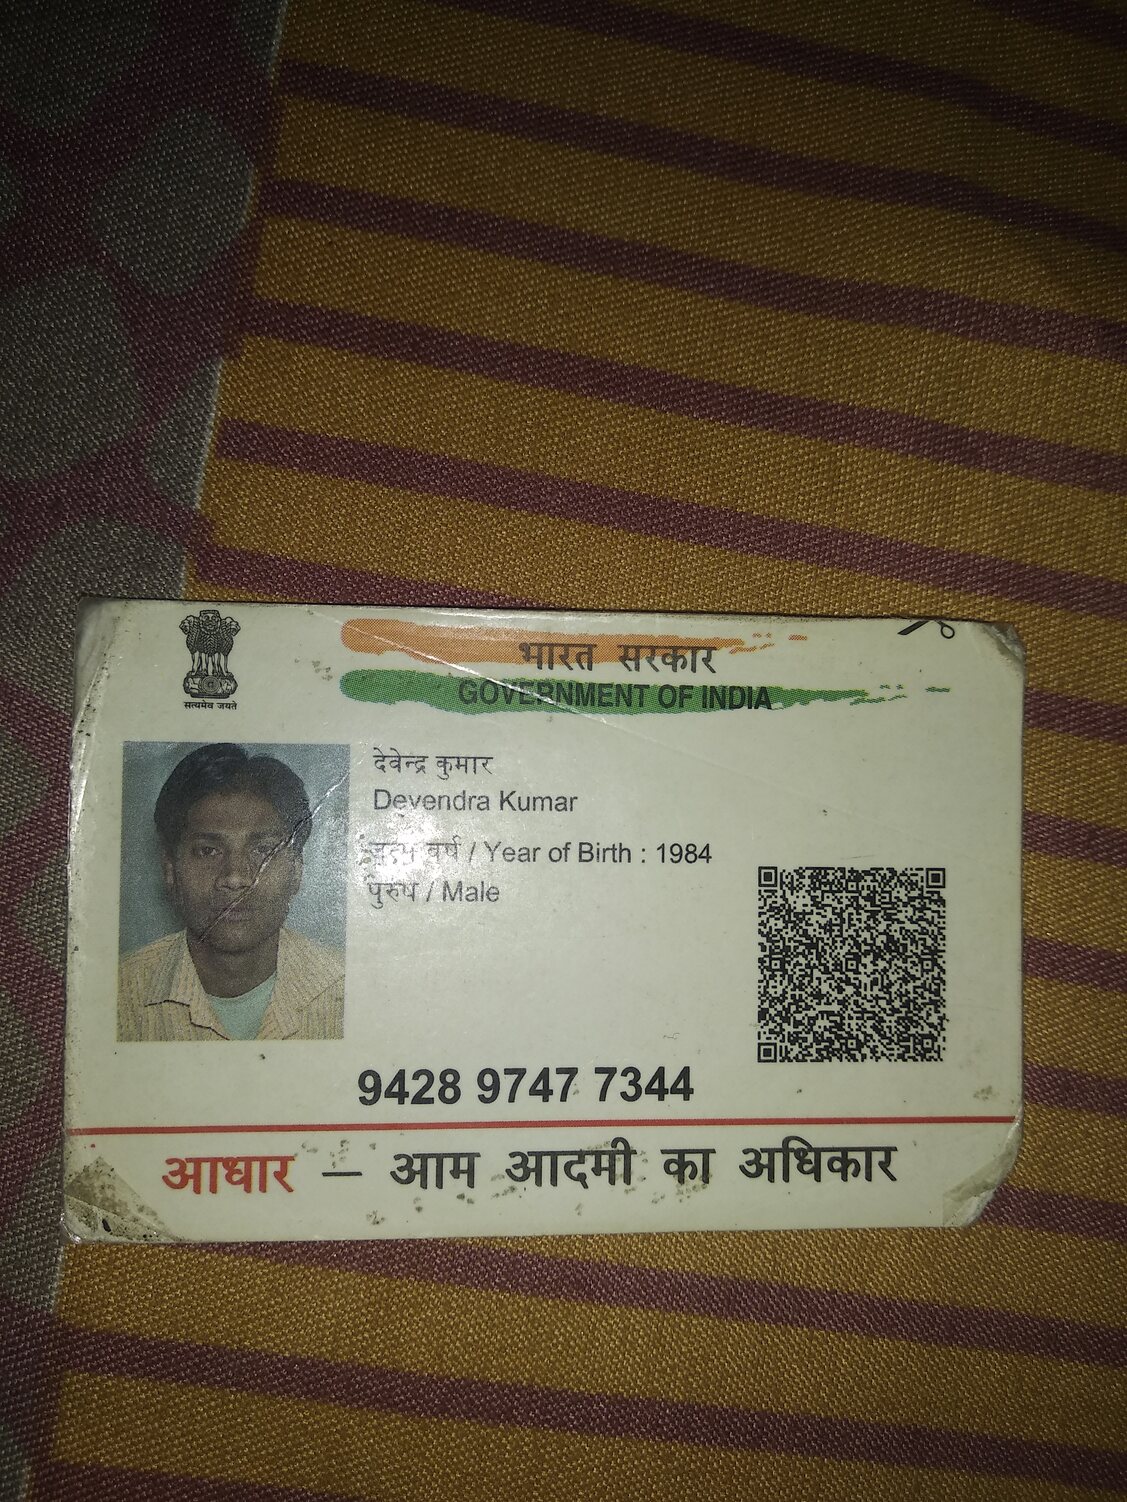 सत्यमेव जयते
भारत सरकार
GOVERNMENT OF INDIA
देवेन्द्र कुमार
Devendra Kumar
जन्म वर्ष / Year of Birth : 1984
पुरुष / Male
9428 9747 7344
आधार – आम आदमी का अधिकार